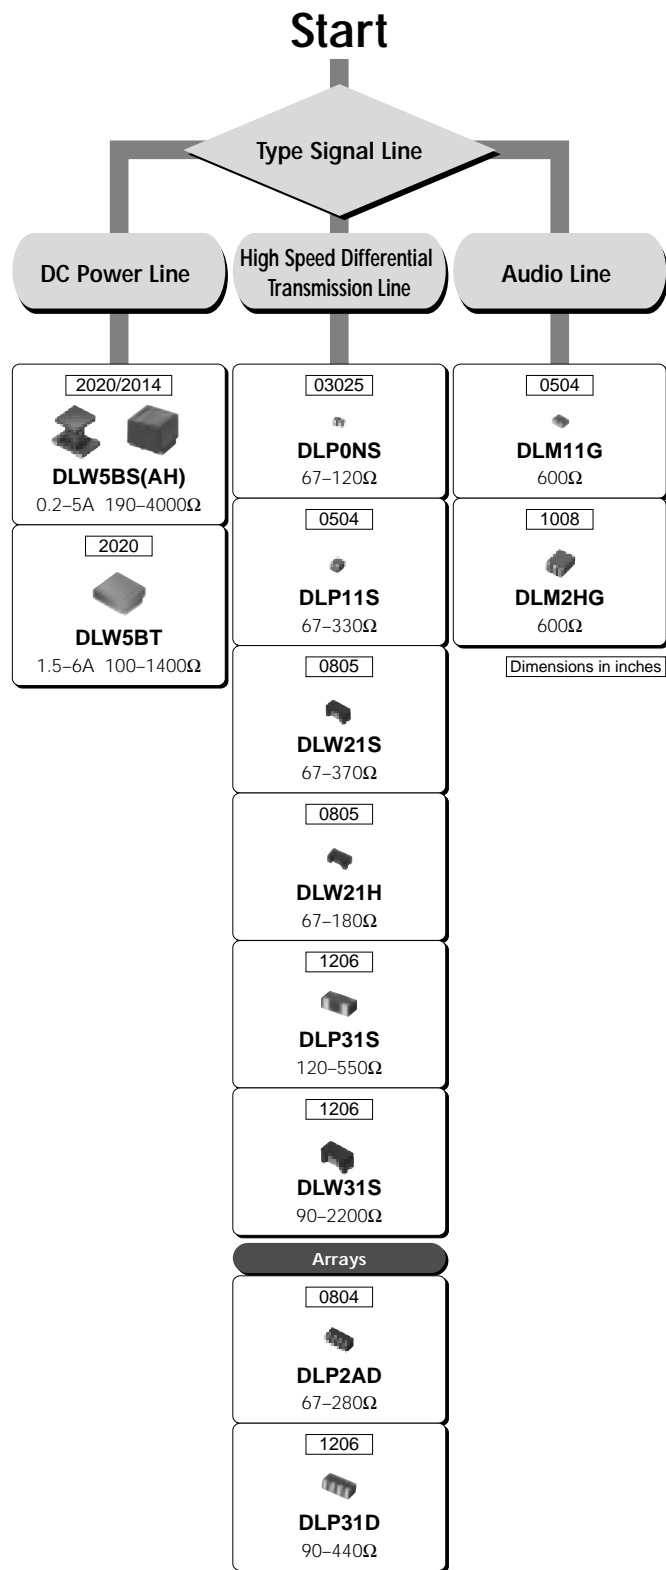 Start
Type Signal Line
DC Power Line
2020/2014
DLW5BS(AH)
0.2–5A 190–4000Ω
2020
DLW5BT
1.5–6A 100–1400Ω
High Speed Differential
Transmission Line
03025
DLP0NS
67–120Ω
0504
DLP11S
67–330Ω
0805
DLW21S
67–370Ω
0805
DLW21H
67–180Ω
1206
DLP31S
120–550Ω
1206
DLW31S
90–2200Ω
Arrays
0804
DLP2AD
67–280Ω
1206
DLP31D
90–440Ω
Audio Line
0504
DLM11G
600Ω
1008
DLM2HG
600Ω
Dimensions in inches